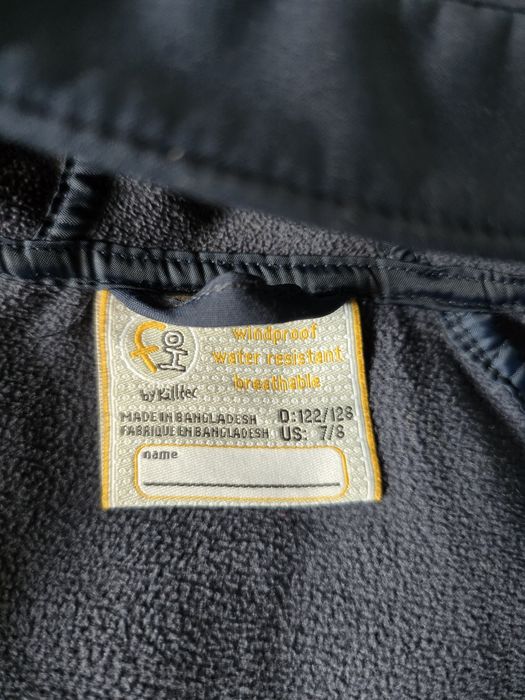 windproof
water resistant
breathable
by Killtec
MADE IN BANGLADESH D:122/128
FABRIQUE EN BANGLADESH US: 7/8
name